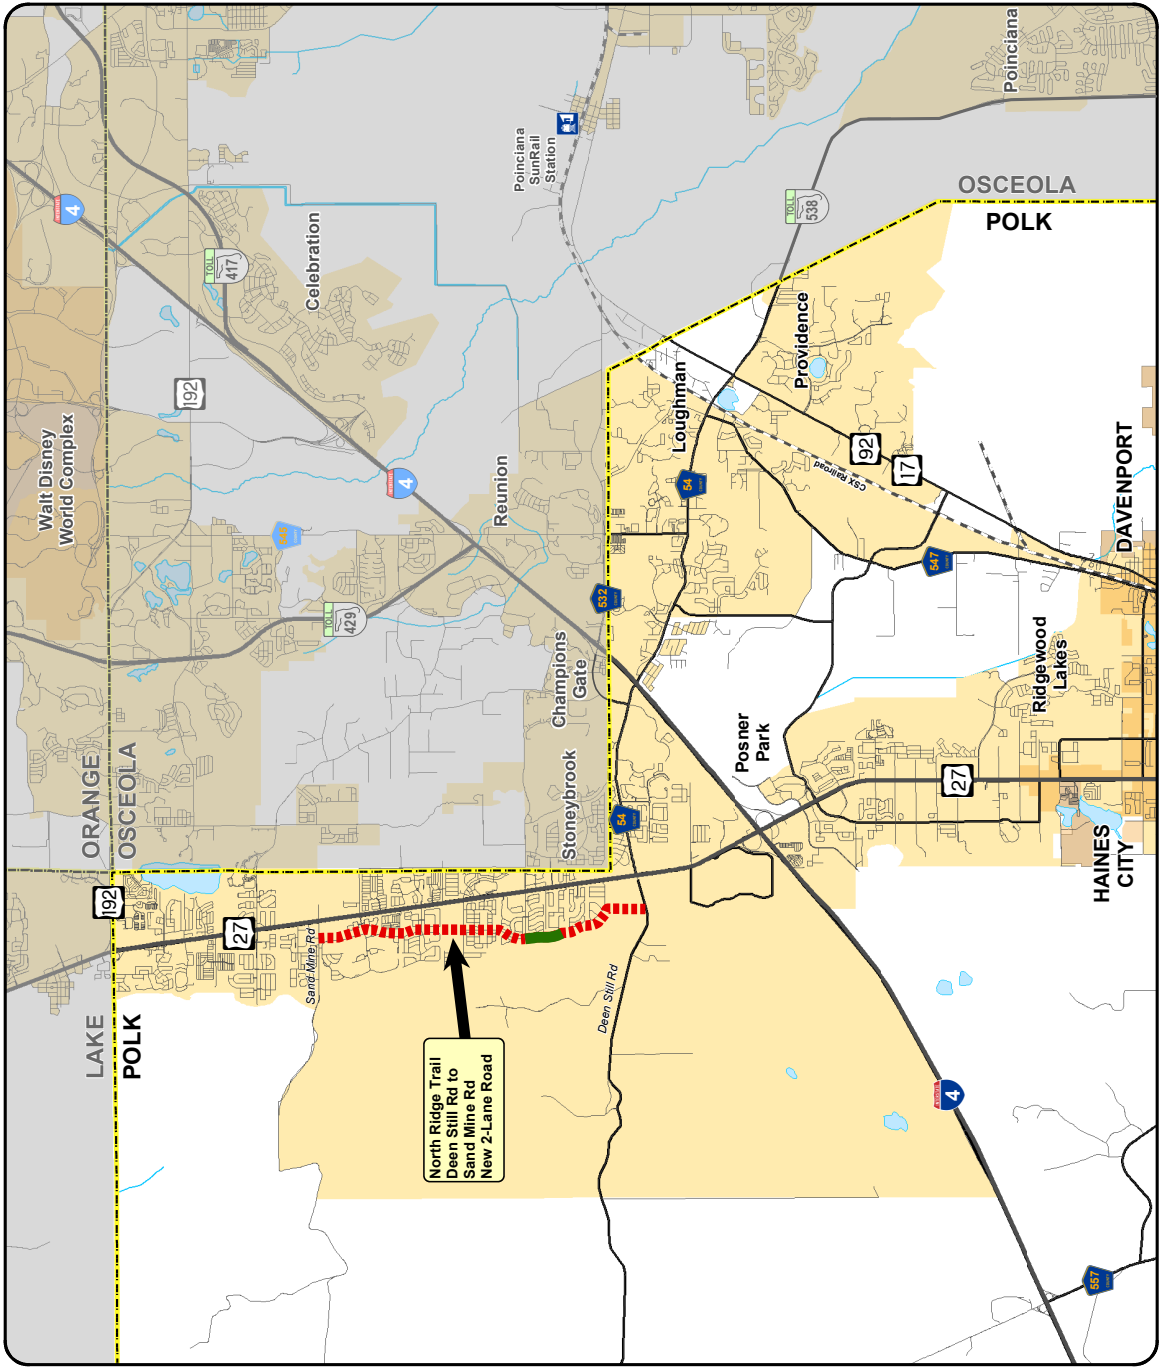 Walt Disney
World Complex
192
4
TOLL
417
Celebration
Poinciana
SunRail
Station
Poinciana
OSCEOLA
POLK
TOLL
538
Providence
Loughman
54
92
17
CSX Railroad
4
Reunion
TOLL
429
532
Champions
Gate
Stoneybrook
54
547
DAVENPORT
Ridgewood
Lakes
Posner
Park
27
HAINES
CITY
ORANGE
OSCEOLA
192
27
Sand Mine Rd
Deen Still Rd
LAKE
POLK
North Ridge Trail
Deen Still Rd to
Sand Mine Rd
New 2-Lane Road
4
557